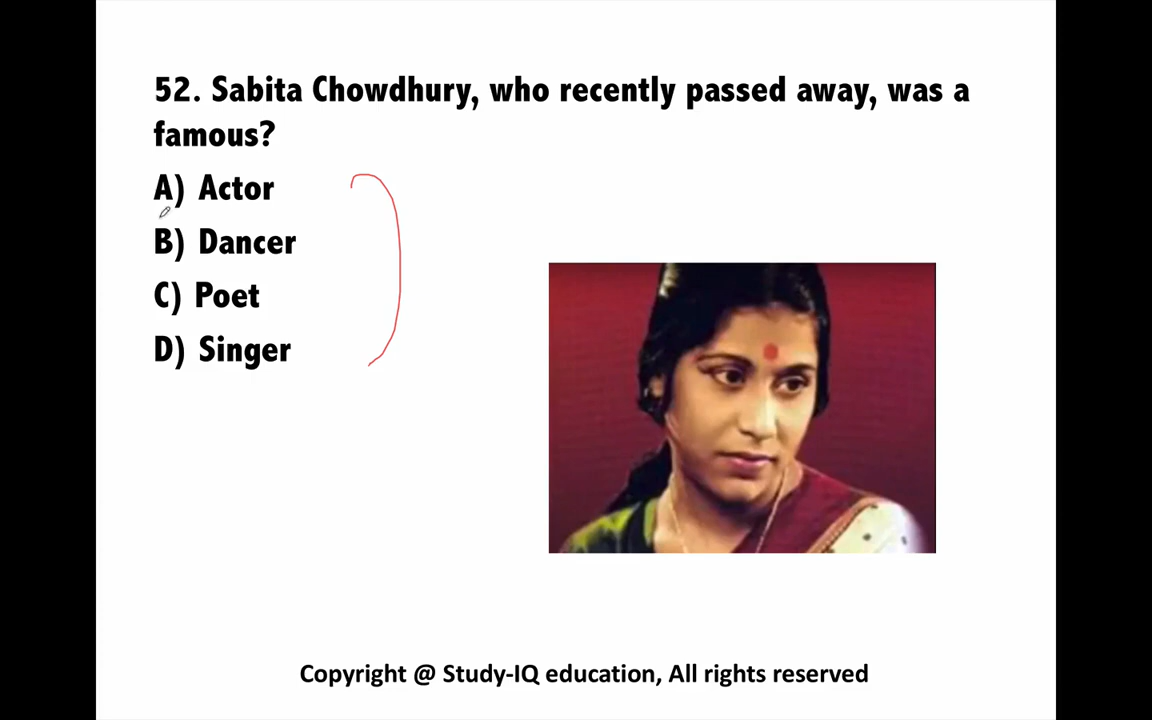 52. Sabita Chowdhury, who recently passed away, was a
famous?
A) Actor
B) Dancer
C) Poet
D) Singer
Copyright @ Study-IQ education, All rights reserved